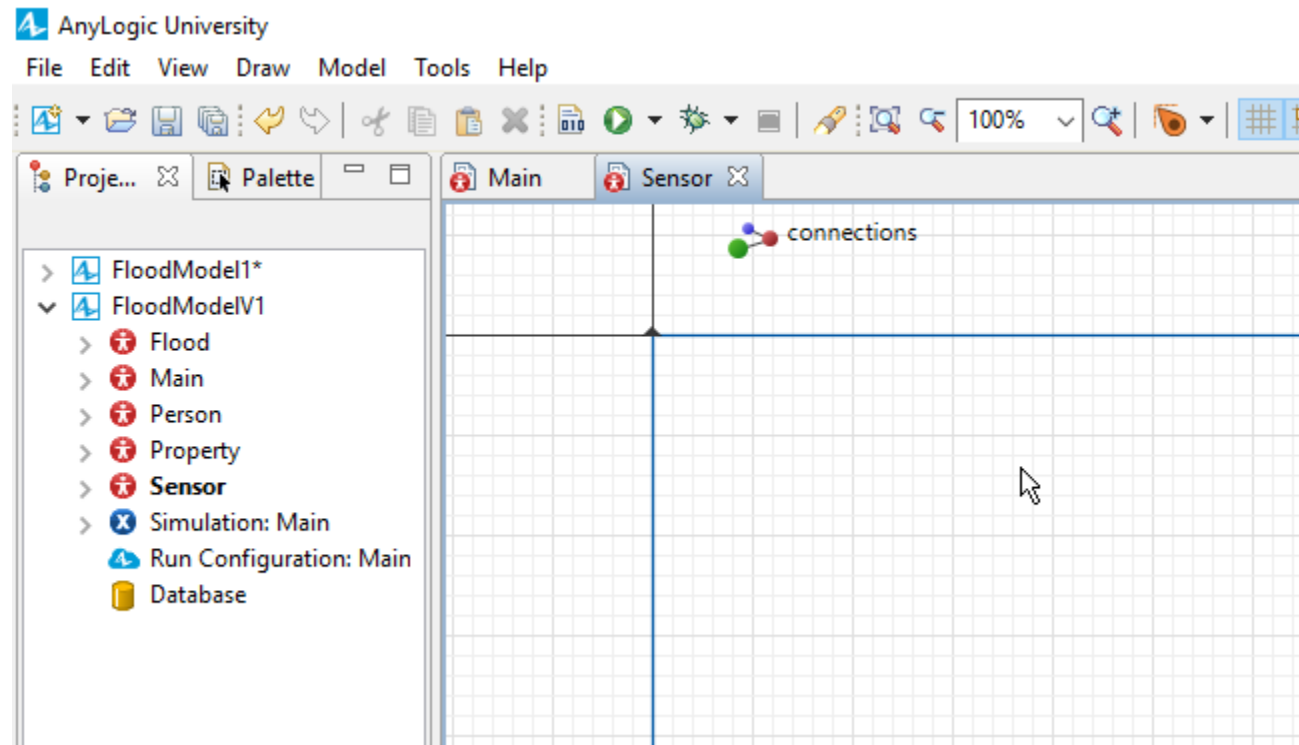 AnyLogic University
File Edit View Draw Model Tools Help
010 100%
Proje... Palette Main Sensor
connections
FloodModel1*
FloodModelV1
Flood
Main
Person
Property
Sensor
Simulation: Main
Run Configuration: Main
Database